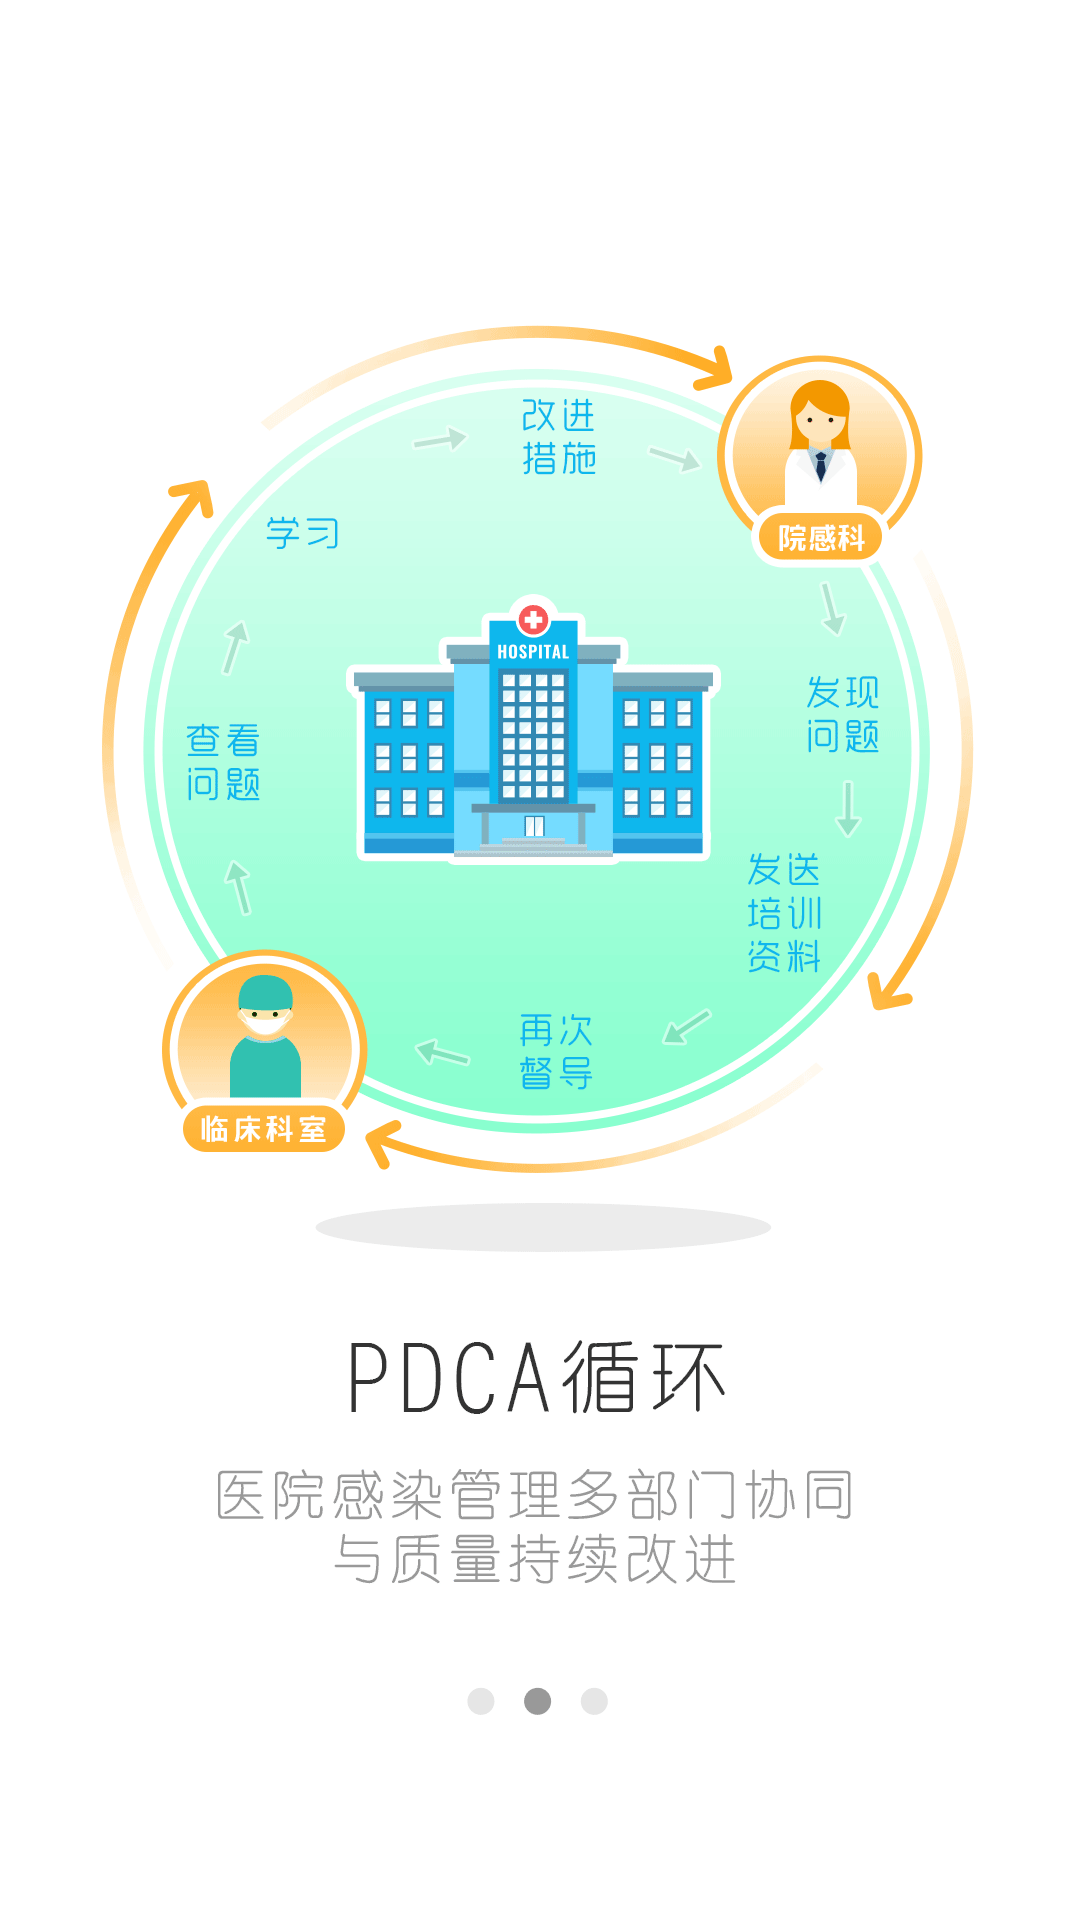 改进
措施
院感科
学习
HOSPITAL
发现
问题
查看
问题
发送
培训
资料
再次
督导
临床科室
PDCA循环
医院感染管理多部门协同
与质量持续改进